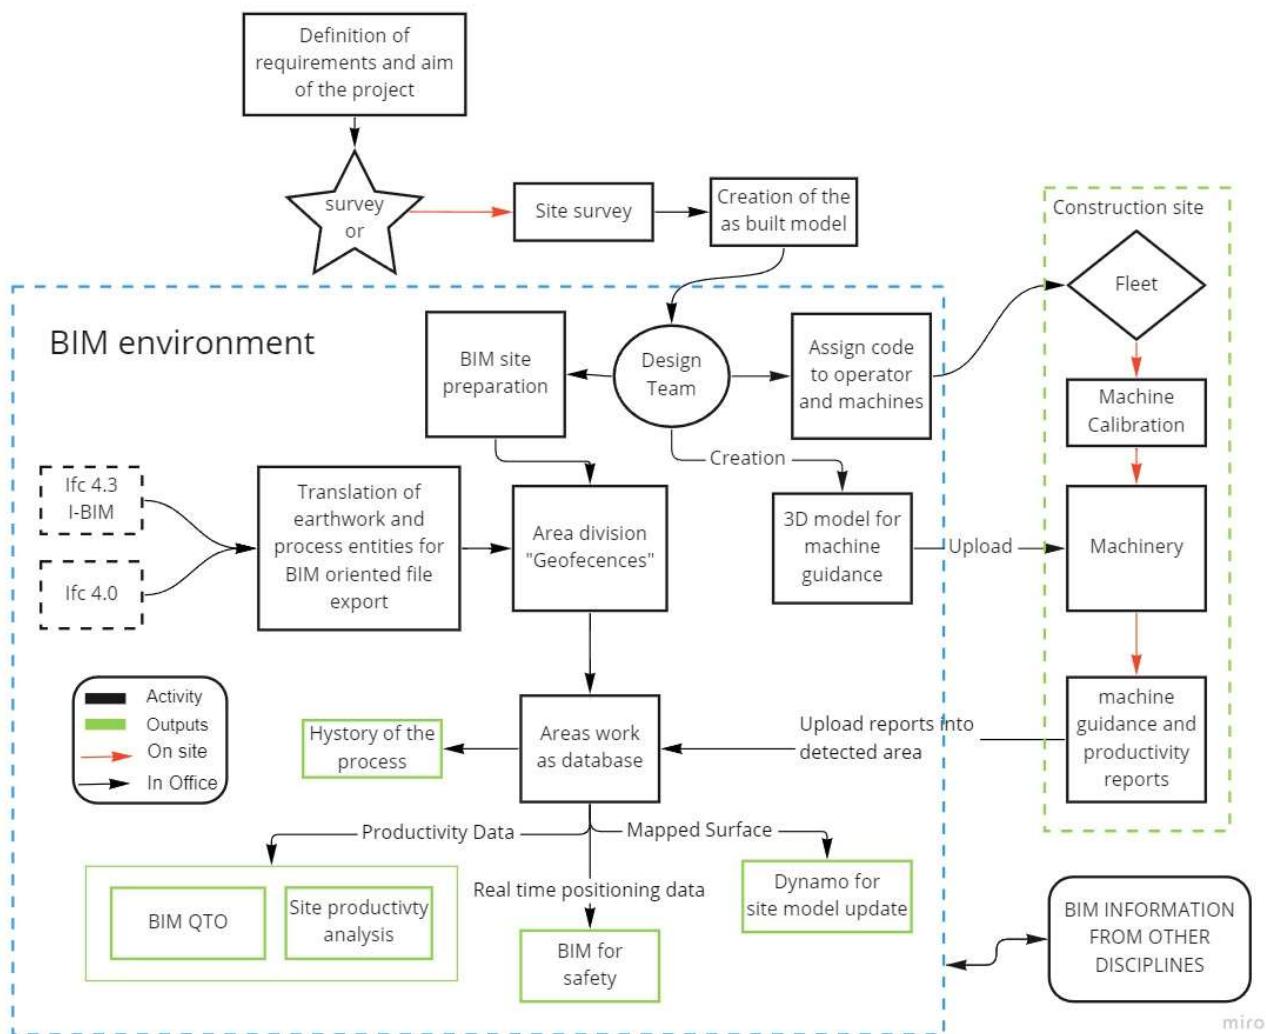 Definition of
requirements and aim
of the project
survey
or
Site survey
Creation of the
as built model
Construction site
Fleet
BIM environment
BIM site
preparation
Design
Team
Assign code
to operator
and machines
Machine
Calibration
Creation
Ifc 4.3
I-BIM
Ifc 4.0
Translation of
earthwork and
process entities for
BIM oriented file
export
Area division
"Geofecences"
3D model for
machine
guidance
Upload
Machinery
Activity
Outputs
On site
In Office
Hystory of the
process
Areas work
as database
Upload reports into
detected area
machine
guidance and
productivity
reports
Productivity Data
Mapped Surface
Real time positioning data
BIM QTO
Site productivty
analysis
BIM for
safety
Dynamo for
site model update
BIM INFORMATION
FROM OTHER
DISCIPLINES
miro